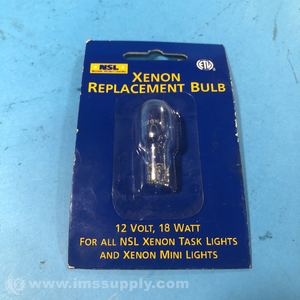 NSL
XENON
REPLACEMENT BULB
ETL
12 VOLT, 18 WATT
FOR ALL NSL XENON TASK LIGHTS
AND XENON MINI LIGHTS
© www.imssupply.com